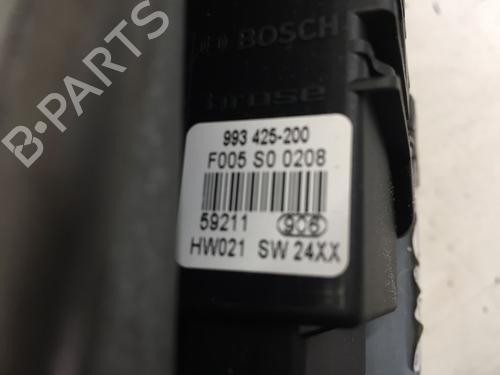 BOSCH
brose
993 425-200
F005 S0 0208
59211 906
HW021 SW 24XX
B-PARTS